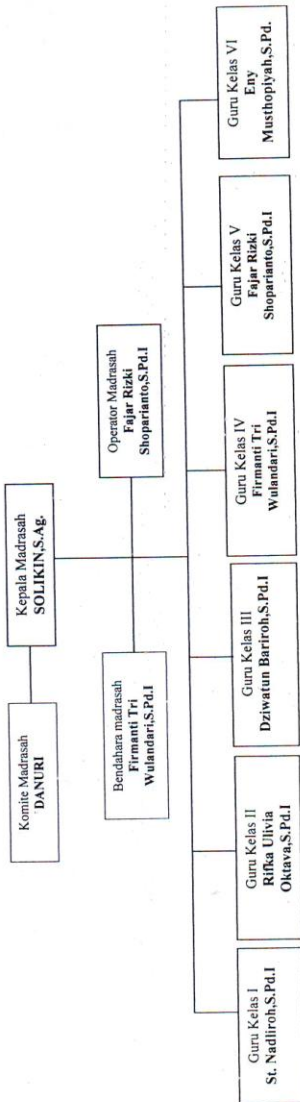 Komite Madrasah
DANURI
Kepala Madrasah
SOLIKIN,S.Ag.
Bendahara madrasah
Firmanti Tri
Wulandari,S.Pd.I
Operator Madrasah
Fajar Rizki
Shoparianto,S.Pd.I
Guru Kelas I
St. Nadliroh,S.Pd.I
Guru Kelas II
Rifka Ulivia
Oktava,S.Pd.I
Guru Kelas III
Dziwatun Bariroh,S.Pd.I
Guru Kelas IV
Firmanti Tri
Wulandari,S.Pd.I
Guru Kelas V
Fajar Rizki
Shoparianto,S.Pd.I
Guru Kelas VI
Eny
Musthopiyah,S.Pd.